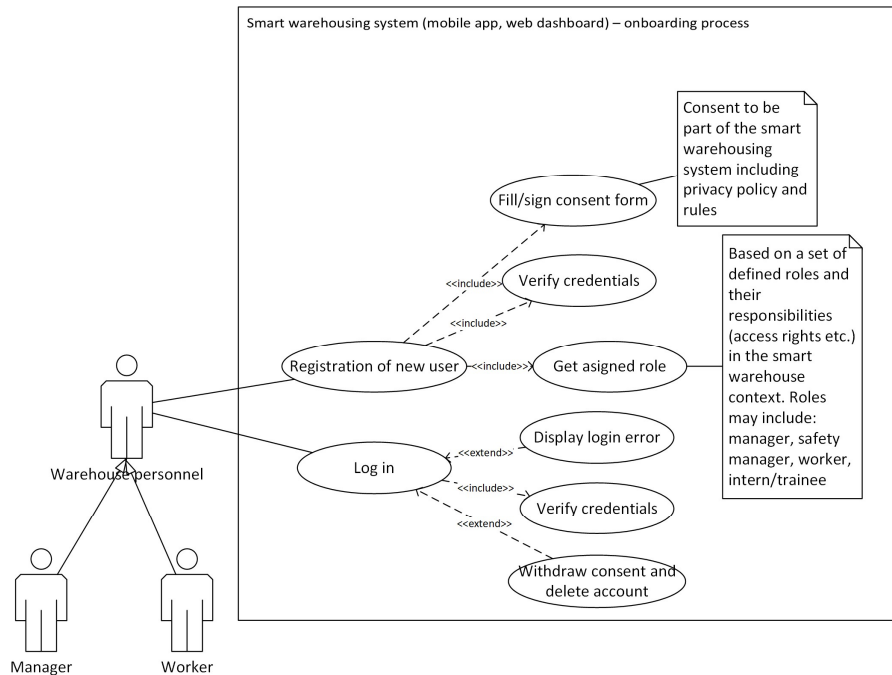 Smart warehousing system (mobile app, web dashboard) – onboarding process
Consent to be
part of the smart
warehousing
system including
privacy policy and
rules
Fill/sign consent form
Based on a set of
defined roles and
their
responsibilities
(access rights etc.)
in the smart
warehouse
context. Roles
may include:
manager, safety
manager, worker,
intern/trainee
<<include>>
Verify credentials
<<include>>
Registration of new user
<<include>>
Get asigned role
Display login error
<<extend>>
Log in
Warehouse personnel
<<include>>
Verify credentials
<<extend>>
Withdraw consent and
delete account
Manager
Worker